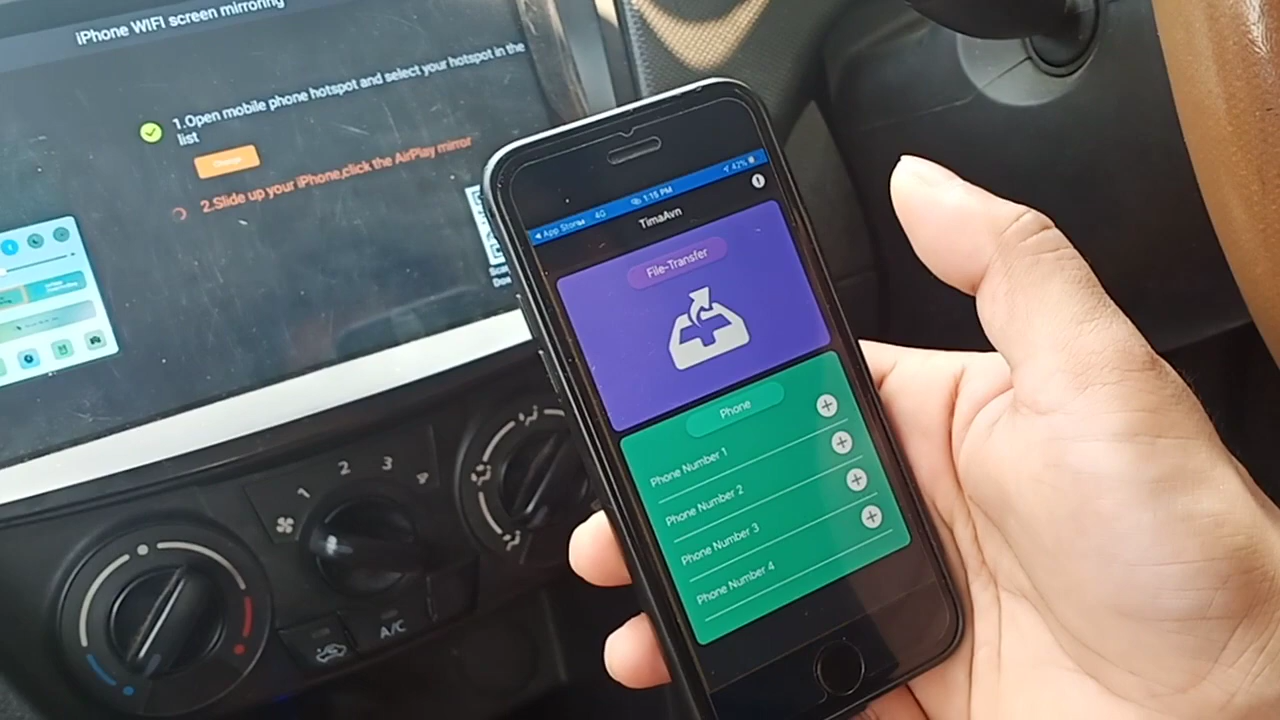 iPhone WIFI screen mirroring
1.Open mobile phone hotspot and select your hotspot in the
list
Change
2.Slide up your iPhone,click the AirPlay mirror
App Store 4G 1:15 PM 42%
TimaAvn
File-Transfer
Phone
Phone Number 1
Phone Number 2
Phone Number 3
Phone Number 4
1 2 3 4
A/C